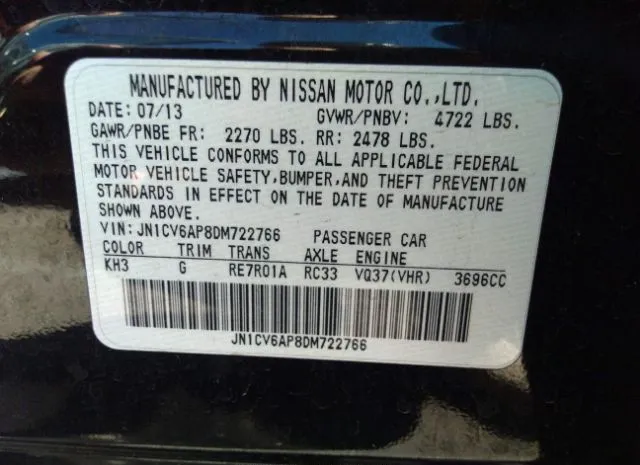 MANUFACTURED BY NISSAN MOTOR CO.,LTD.
DATE: 07/13 GVWR/PNBV: 4722 LBS.
GAWR/PNBE FR: 2270 LBS. RR: 2478 LBS.
THIS VEHICLE CONFORMS TO ALL APPLICABLE FEDERAL
MOTOR VEHICLE SAFETY,BUMPER,AND THEFT PREVENTION
STANDARDS IN EFFECT ON THE DATE OF MANUFACTURE
SHOWN ABOVE.
VIN: JN1CV6AP8DM722766 PASSENGER CAR
COLOR TRIM TRANS AXLE ENGINE
KH3 G RE7R01A RC33 VQ37(VHR) 3696CC
JN1CV6AP8DM722766